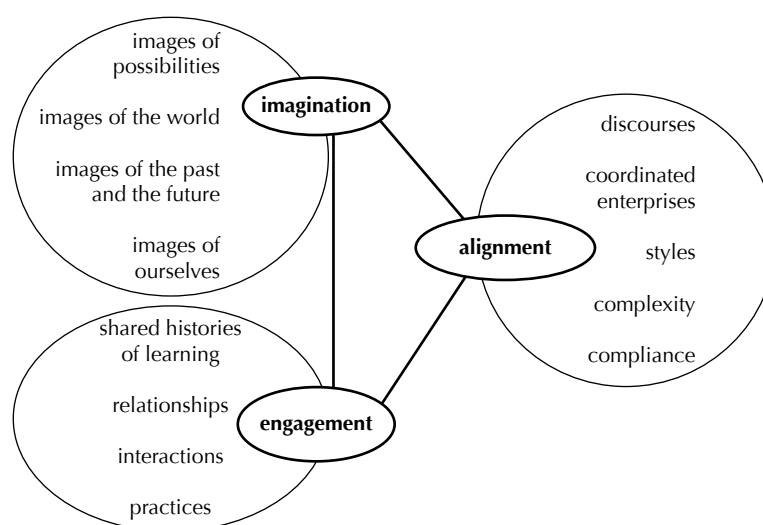 images of
possibilities
imagination
images of the world
images of the past
and the future
images of
ourselves
discourses
coordinated
enterprises
alignment
styles
complexity
compliance
shared histories
of learning
relationships
engagement
interactions
practices